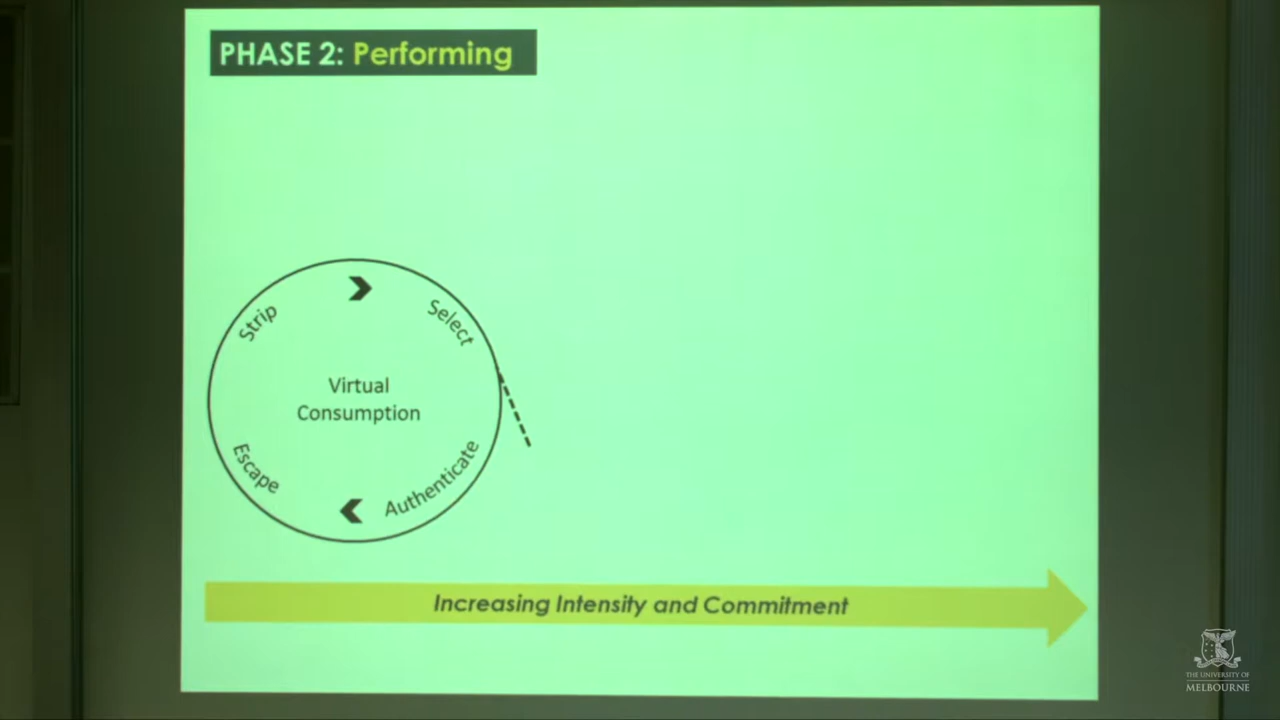 PHASE 2: Performing
Strip
Select
Virtual
Consumption
Escape
Authenticate
Increasing Intensity and Commitment
THE UNIVERSITY OF
MELBOURNE